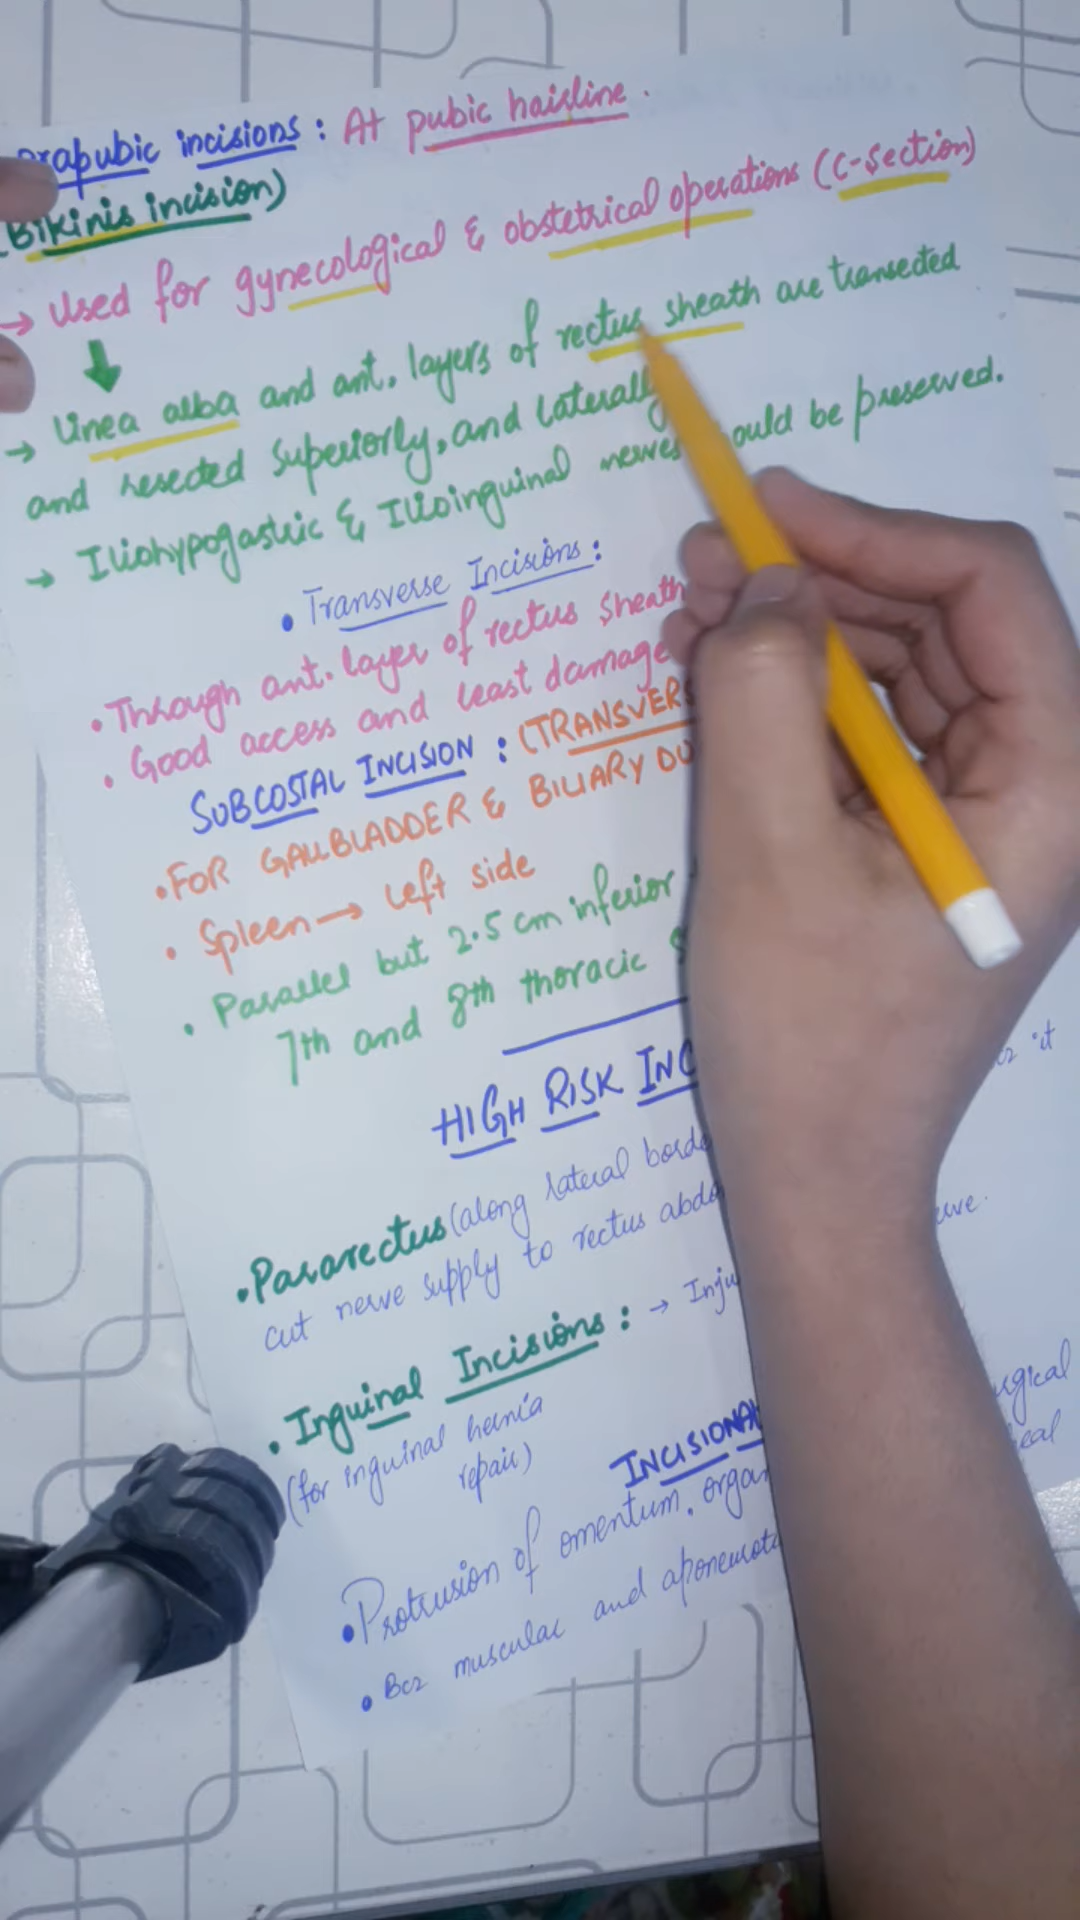 prapubic incisions : At pubic hairline .
(Bikinis incision)
→ Used for gynecological & obstetrical operations (C-section)
→ Linea alba and ant. layers of rectus sheath are transected
and resected superiorly, and laterally
→ Iliohypogastric & Ilioinguinal nerves ould be preserved.
• Transverse Incisions :
• Through ant. layer of rectus sheath
• Good access and least damage
SUBCOSTAL INCISION : (TRANSVERS
• FOR GALLBLADDER & BILIARY DU
• Spleen → Left side
• Parallel but 2.5 cm inferior
7th and 8th thoracic
HIGH RISK INC
• Pararectus (along lateral borde it
cut nerve supply to rectus abdo
• Inguinal Incisions : → Inju
(for inguinal hernia
repair)
INCISIONAL
• Protrusion of omentum, organ
• Bcz muscular and aponeurotic